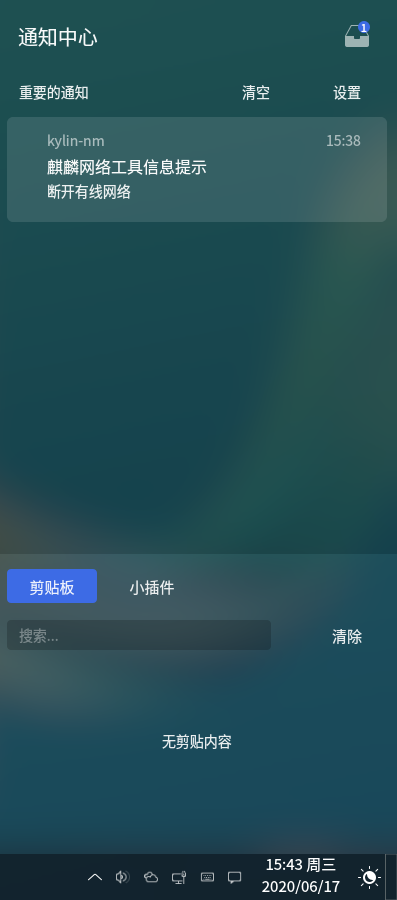 通知中心
1
重要的通知 清空 设置
kylin-nm 15:38
麒麟网络工具信息提示
断开有线网络
剪贴板 小插件
搜索... 清除
无剪贴内容
15:43 周三
2020/06/17